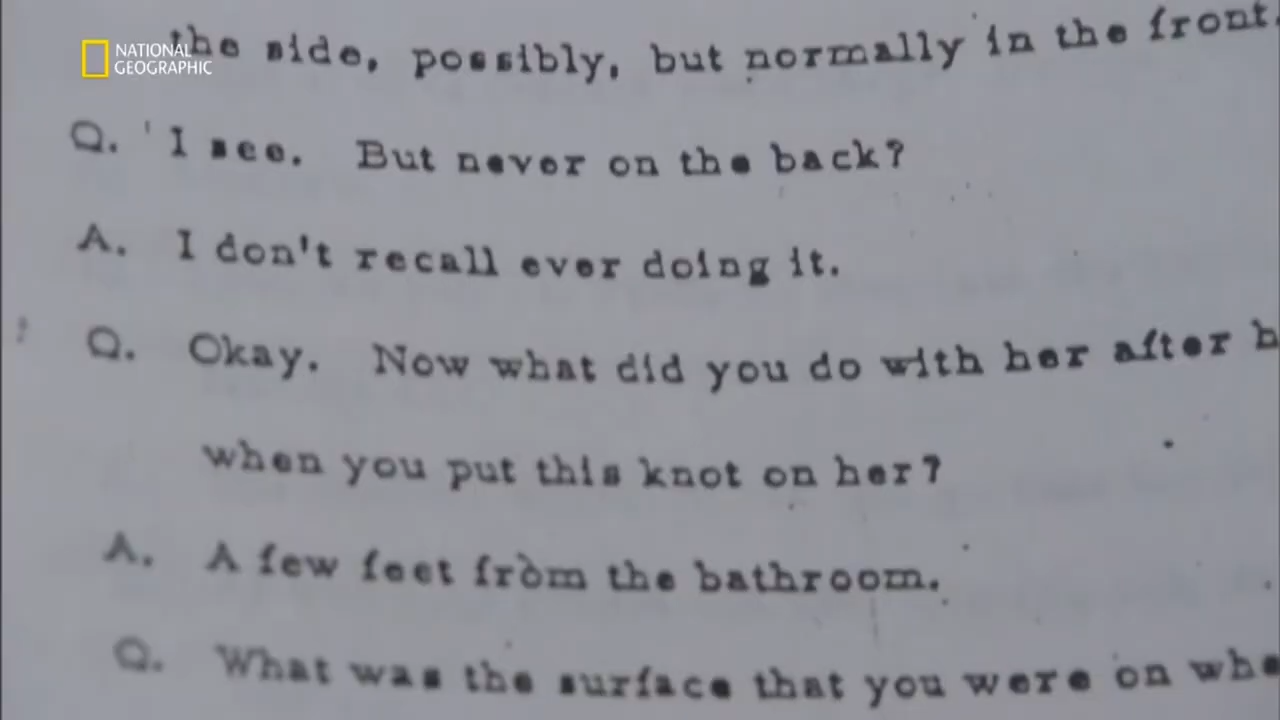 NATIONAL
GEOGRAPHIC
the side, possibly, but normally in the front.
Q. I see. But never on the back?
A. I don't recall ever doing it.
Q. Okay. Now what did you do with her after
when you put this knot on her?
A. A few feet from the bathroom.
Q. What was the surface that you were on